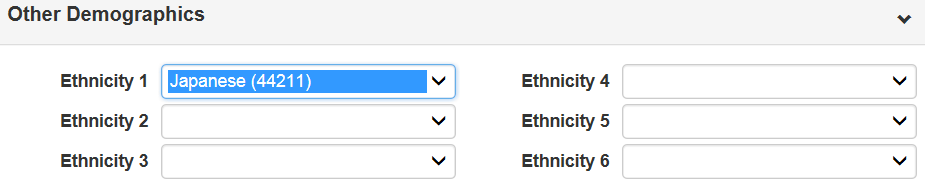 Other Demographics
Ethnicity 1 Japanese (44211) Ethnicity 4
Ethnicity 2 Ethnicity 5
Ethnicity 3 Ethnicity 6